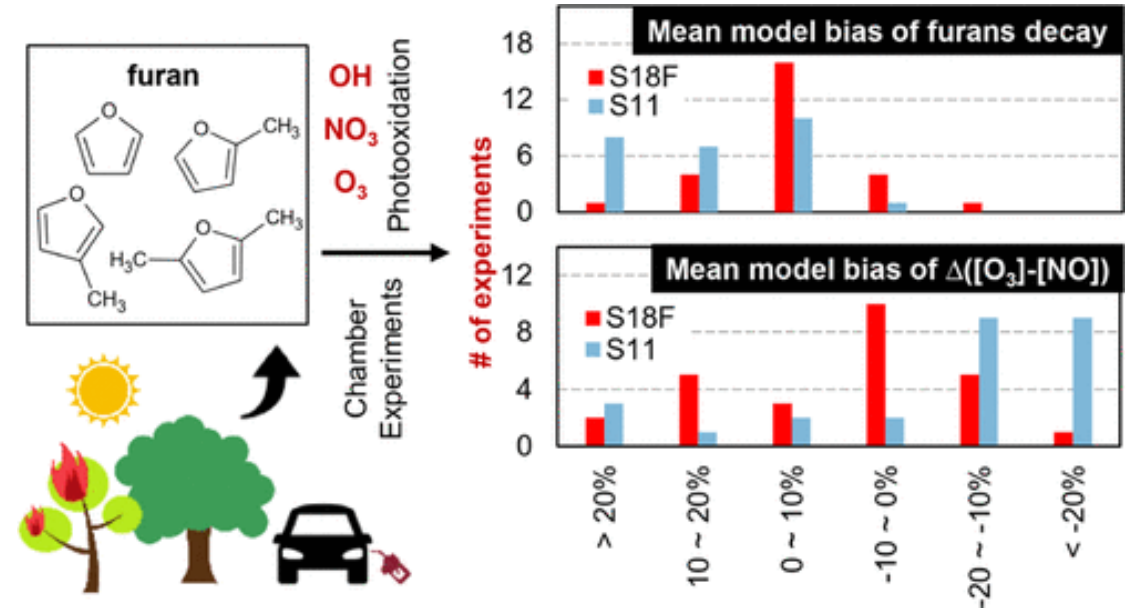 furan
O
O
CH₃
O
CH₃
O
CH₃
H₃C
OH
NO₃
O₃
Photooxidation
Chamber
Experiments
# of experiments
Mean model bias of furans decay
18
12
6
0
S18F
S11
Mean model bias of Δ([O₃]-[NO])
12
8
4
0
S18F
S11
> 20%
10 ~ 20%
0 ~ 10%
-10 ~ 0%
-20 ~ -10%
< -20%